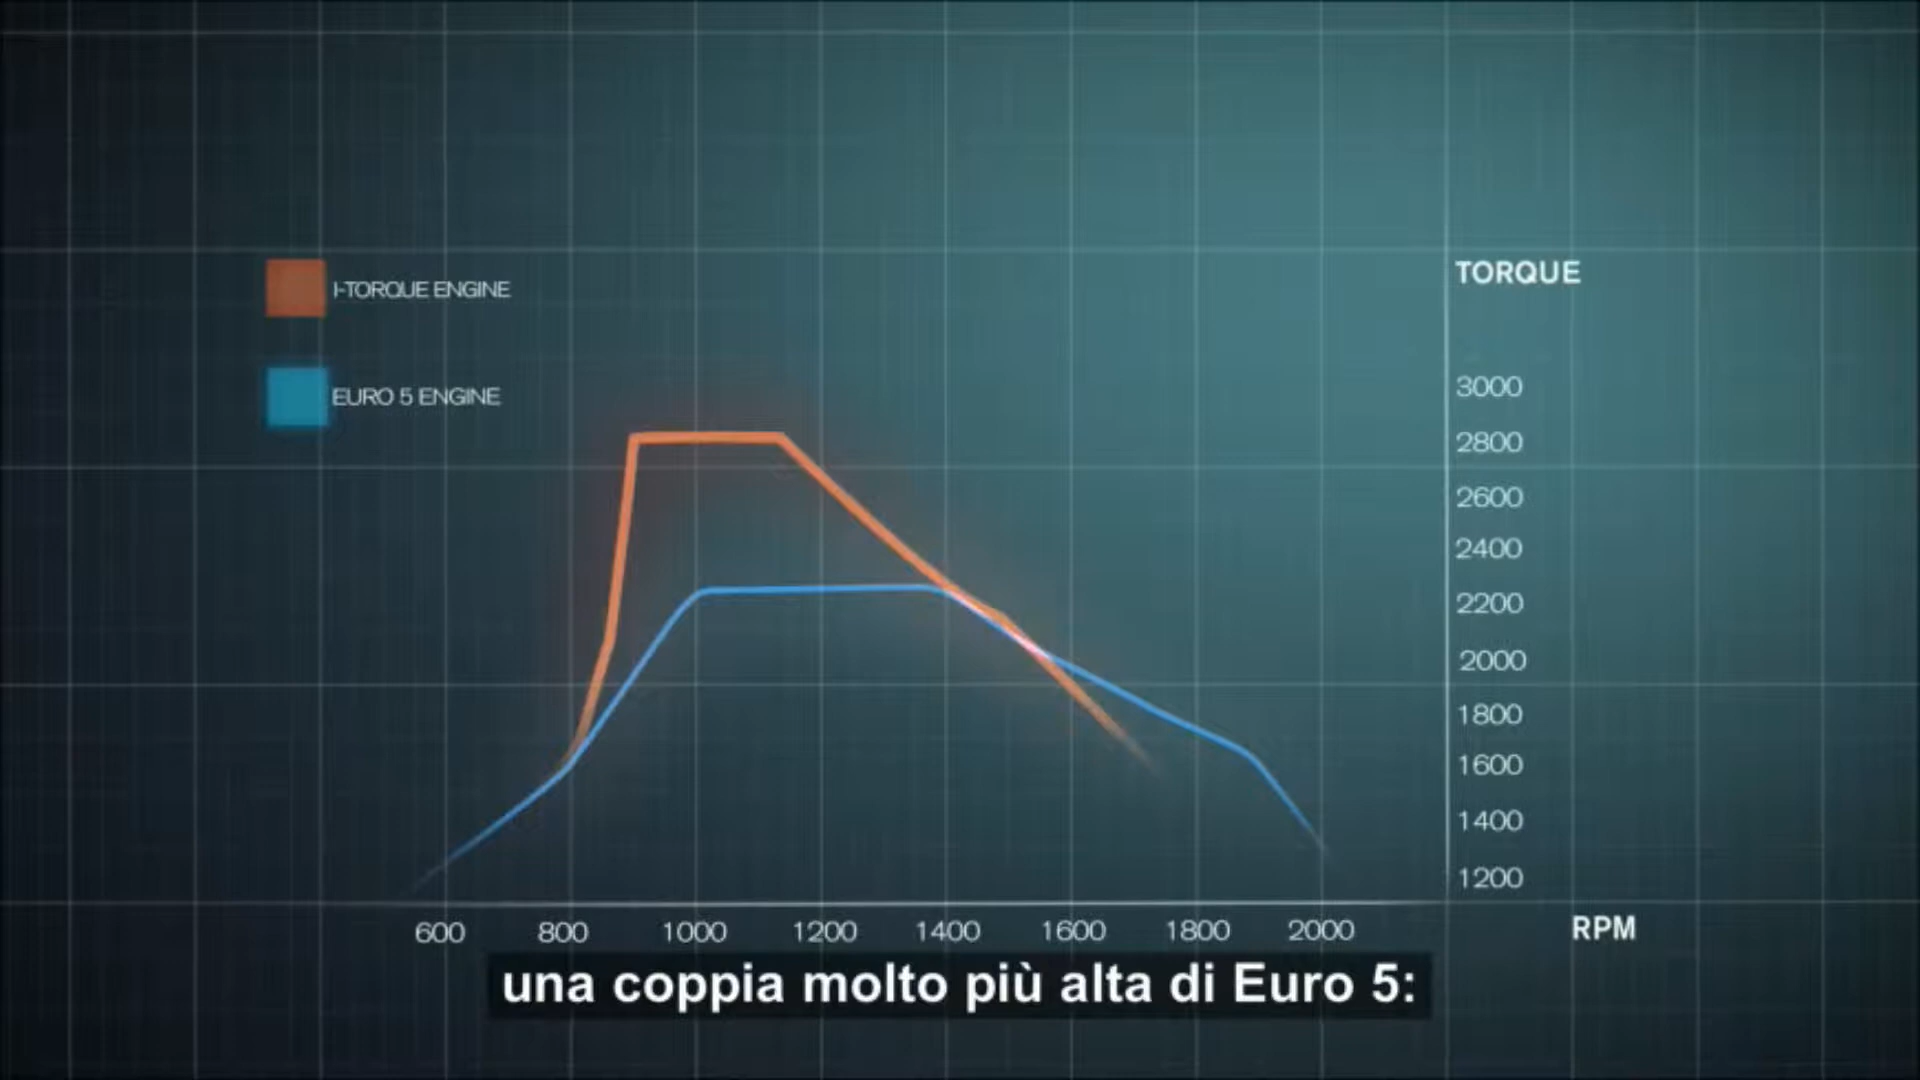 I-TORQUE ENGINE
EURO 5 ENGINE
TORQUE
3000
2800
2600
2400
2200
2000
1800
1600
1400
1200
600 800 1000 1200 1400 1600 1800 2000 RPM
una coppia molto più alta di Euro 5: